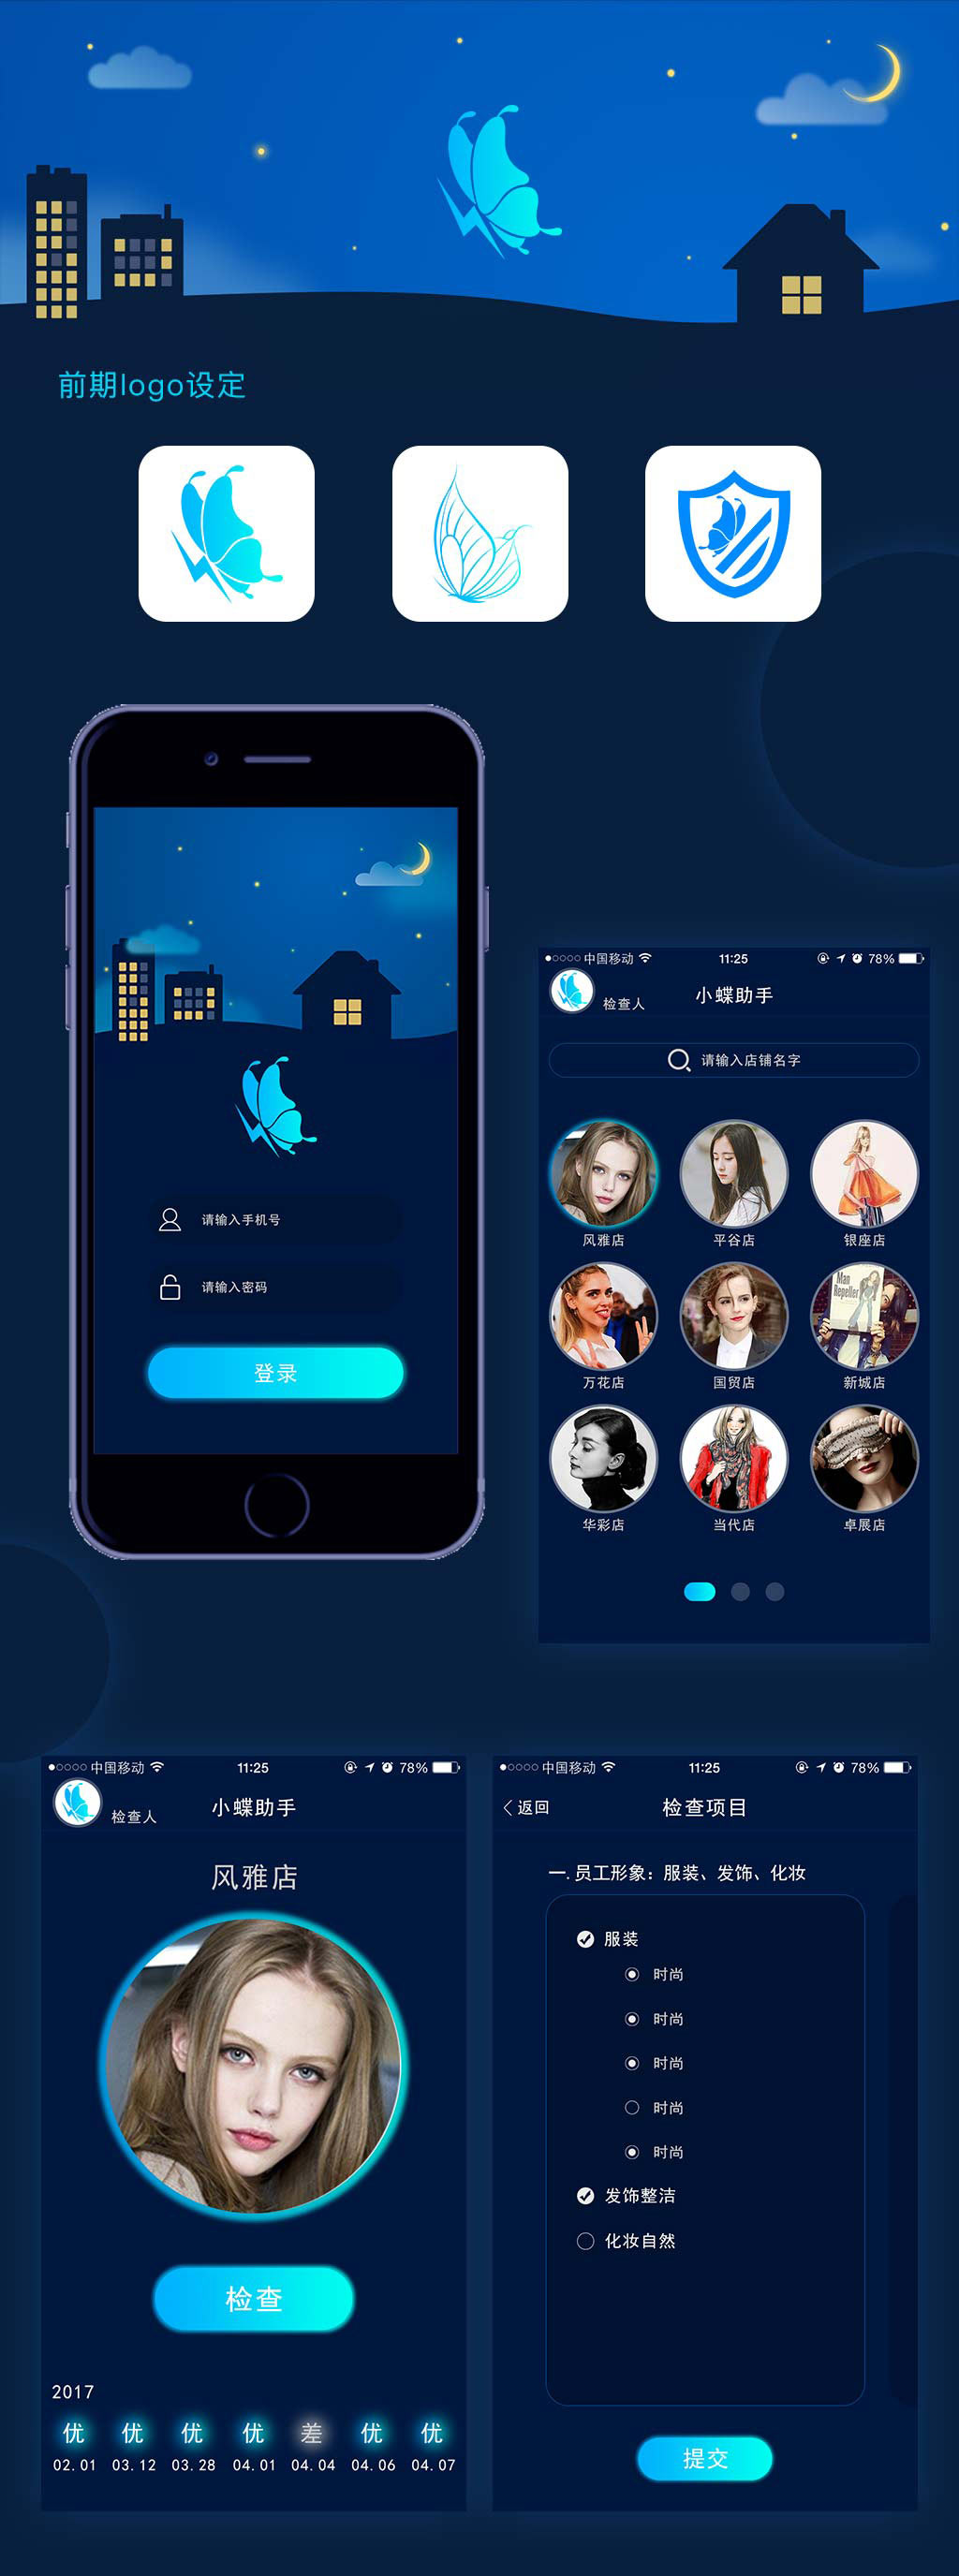 前期logo设定
中国移动 11:25 78%
检查人 小蝶助手
请输入店铺名字
风雅店 平谷店 银座店
Man Repeller
万花店 国贸店 新城店
华彩店 当代店 卓展店
请输入手机号
请输入密码
登录
中国移动 11:25 78%
检查人 小蝶助手
风雅店
检查
2017
优 优 优 优 差 优 优
02.01 03.12 03.28 04.01 04.04 04.06 04.07
中国移动 11:25 78%
返回 检查项目
一.员工形象：服装、发饰、化妆
服装
时尚
时尚
时尚
时尚
时尚
发饰整洁
化妆自然
提交